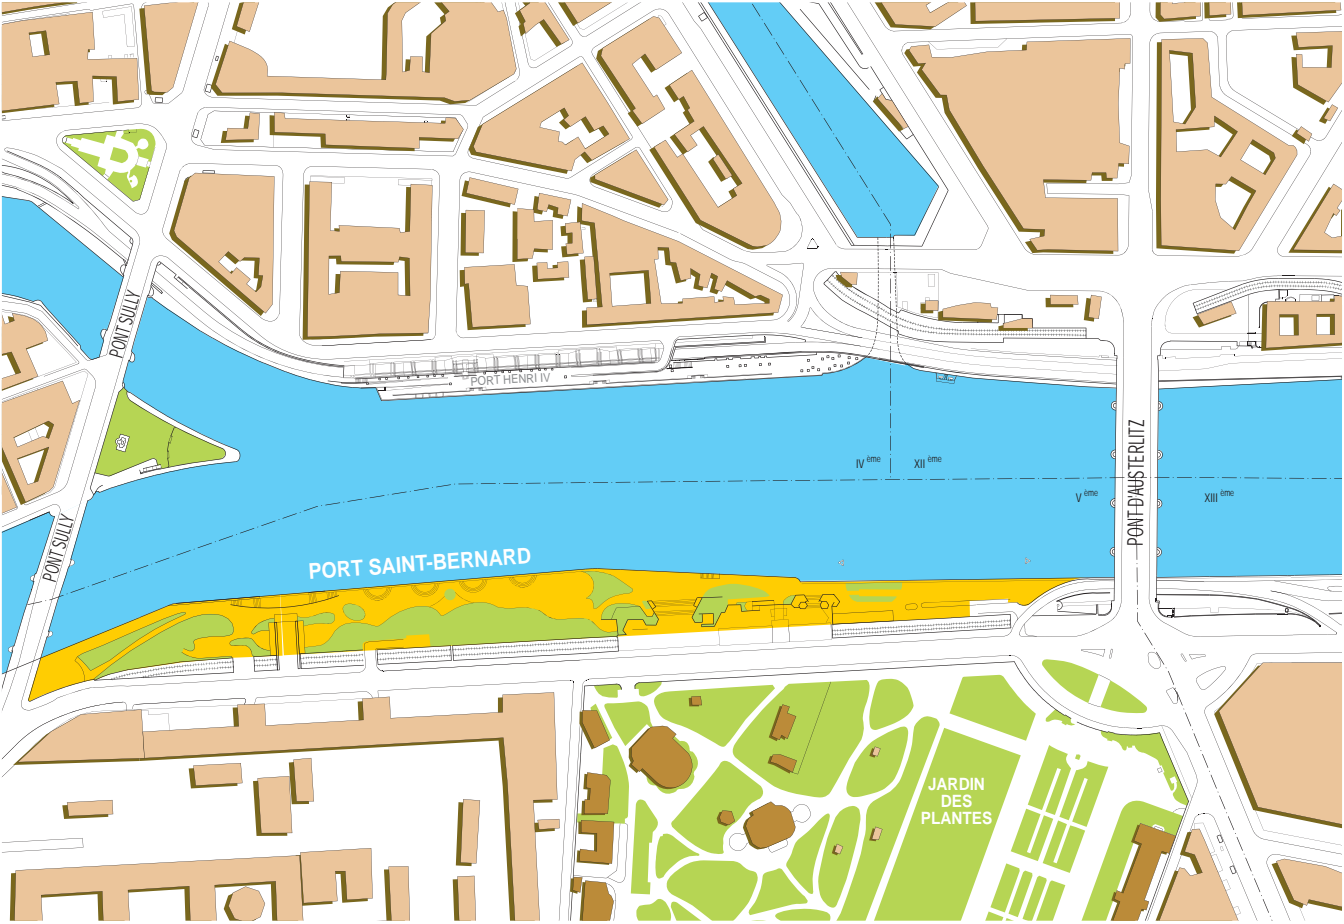 PONT SULLY
PORT HENRI IV
IV ème
XII ème
V ème
XIII ème
PONT D'AUSTERLITZ
PONT SULLY
PORT SAINT-BERNARD
JARDIN
DES
PLANTES